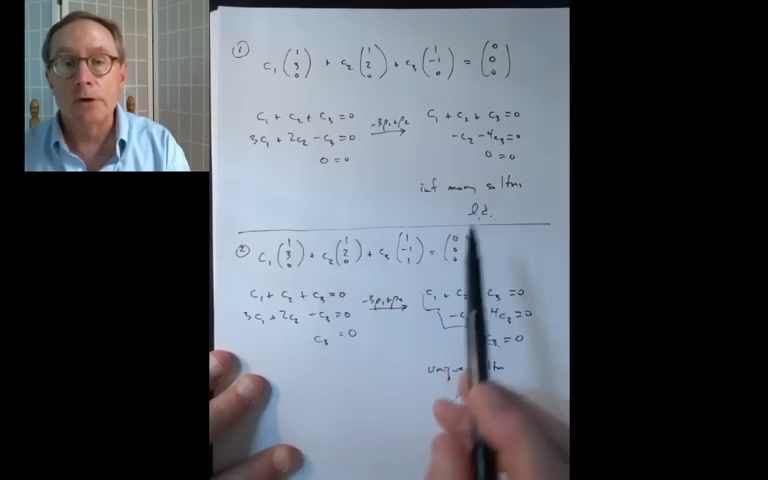 ①
c₁ (1 3 0) + c₂ (1 2 0) + c₃ (1 -1 0) = (0 0 0)
c₁ + c₂ + c₃ = 0
3c₁ + 2c₂ - c₃ = 0
0 = 0
-3ρ₁+ρ₂
c₁ + c₂ + c₃ = 0
-c₂ - 4c₃ = 0
0 = 0
inf many soltns
l.d.
②
c₁ (1 3 0) + c₂ (1 2 0) + c₃ (1 -1 1) = (0 0 0)
c₁ + c₂ + c₃ = 0
3c₁ + 2c₂ - c₃ = 0
c₃ = 0
-3ρ₁+ρ₂
c₁ + c₂ c₃ = 0
-c 4c₃ = 0
c₃ = 0